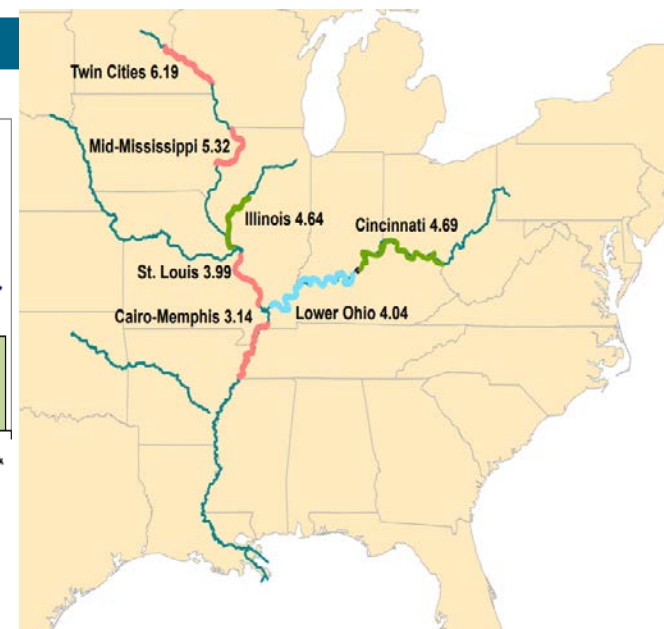 Twin Cities 6.19
Mid-Mississippi 5.32
Illinois 4.64
Cincinnati 4.69
St. Louis 3.99
Cairo-Memphis 3.14
Lower Ohio 4.04